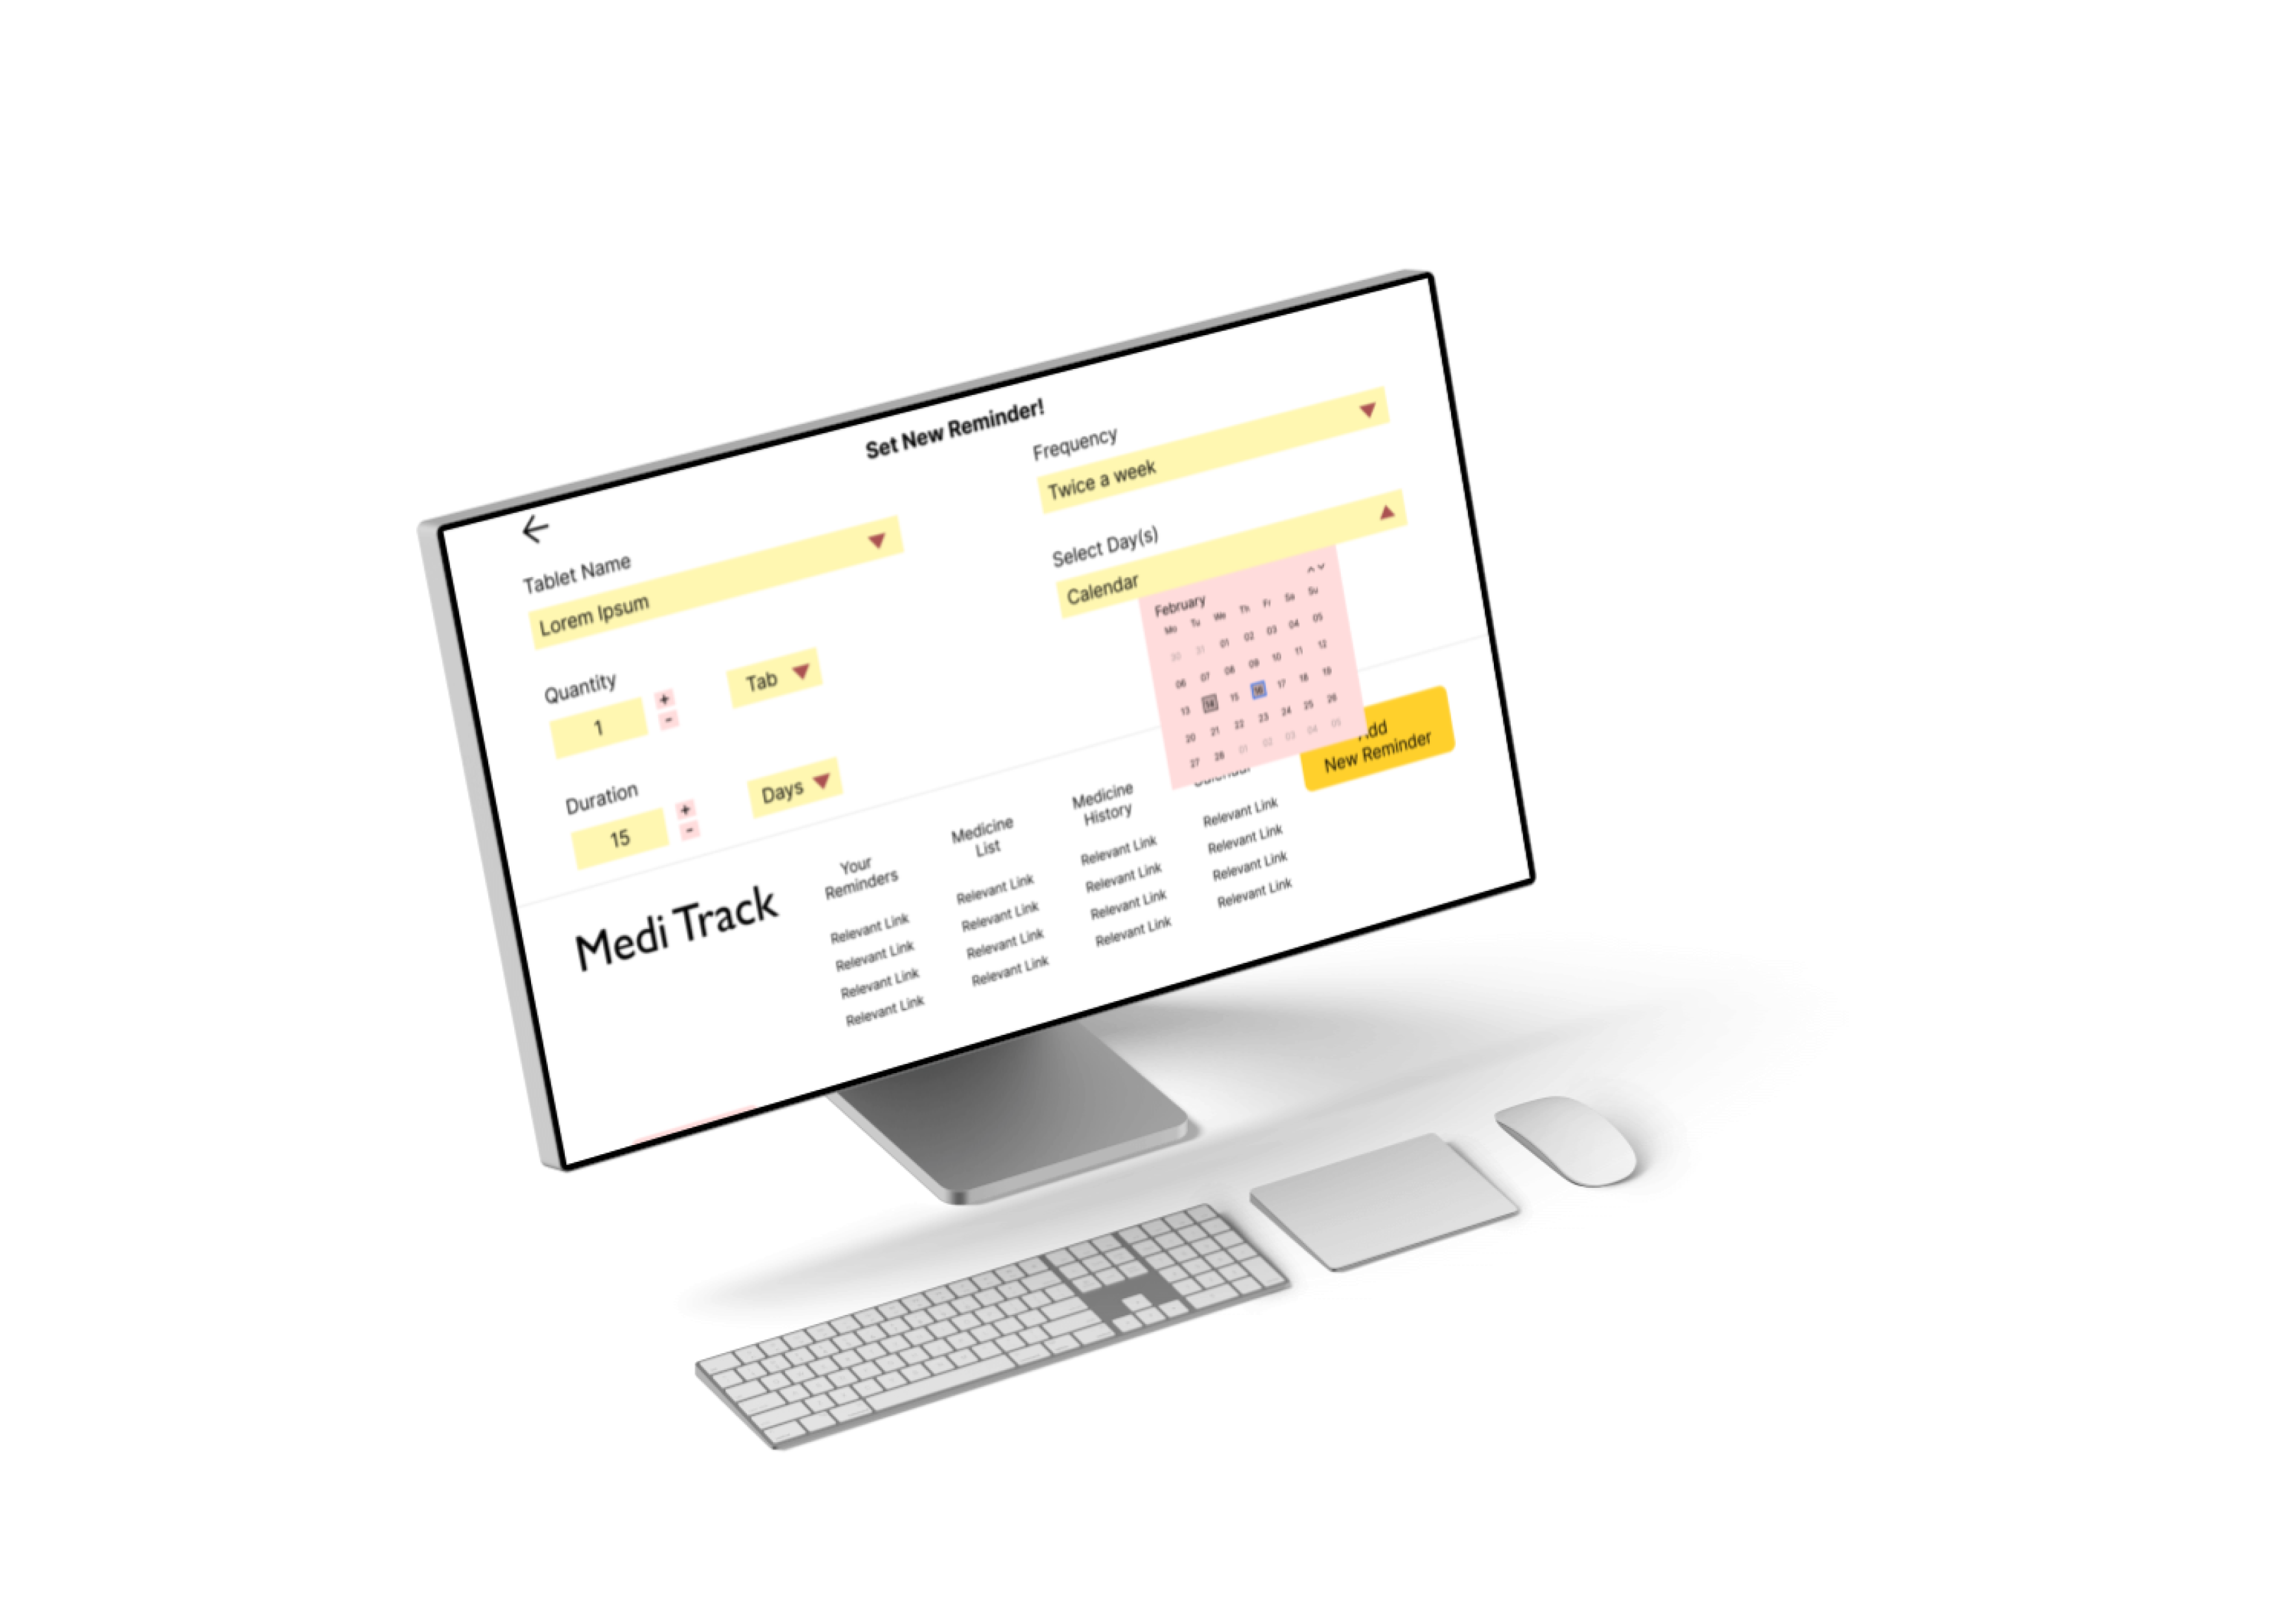 Set New Reminder!
Tablet Name
Lorem Ipsum
Quantity
1
+
-
Tab
Duration
15
+
-
Days
Frequency
Twice a week
Select Day(s)
Calendar
February
Mo Tu We Th Fr Sa Su
30 31 01 02 03 04 05
06 07 08 09 10 11 12
13 14 15 16 17 18 19
20 21 22 23 24 25 26
27 28 01 02 03 04 05
Add
New Reminder
Medi Track
Your
Reminders
Relevant Link
Relevant Link
Relevant Link
Relevant Link
Medicine
List
Relevant Link
Relevant Link
Relevant Link
Relevant Link
Medicine
History
Relevant Link
Relevant Link
Relevant Link
Relevant Link
Calendar
Relevant Link
Relevant Link
Relevant Link
Relevant Link